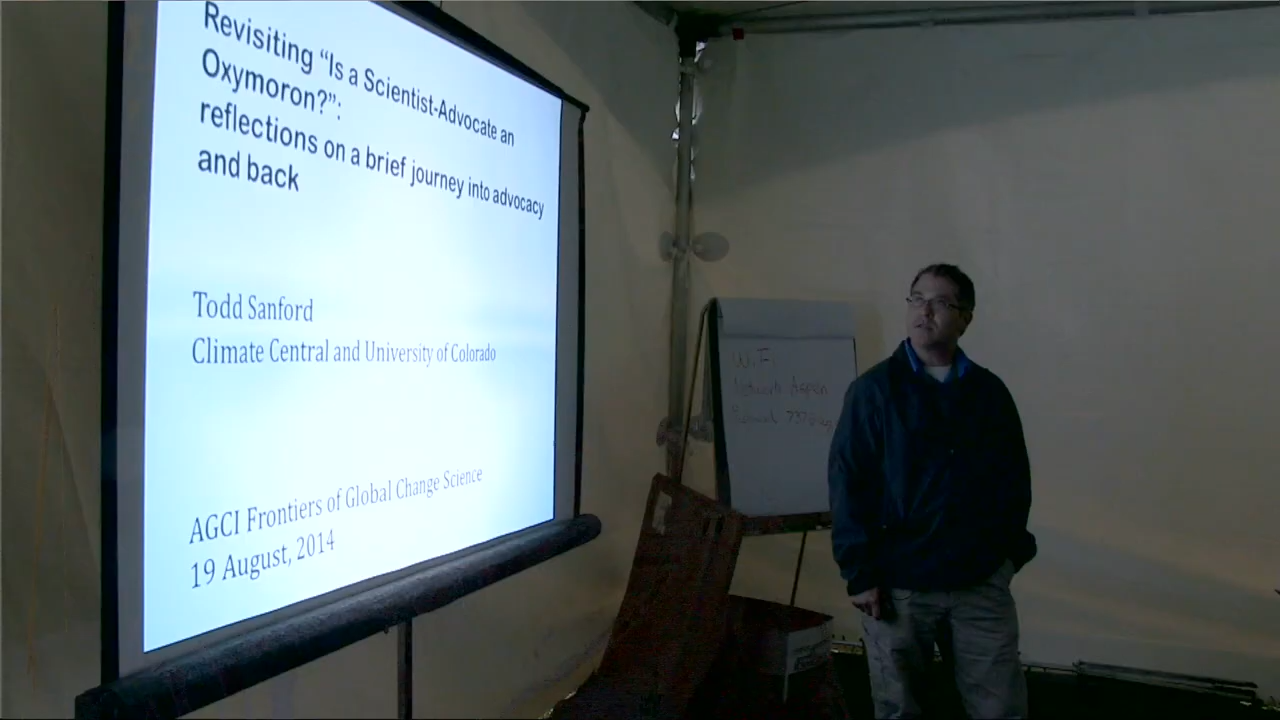 Revisiting “Is a Scientist-Advocate an
Oxymoron?”:
reflections on a brief journey into advocacy
and back
Todd Sanford
Climate Central and University of Colorado
AGCI Frontiers of Global Change Science
19 August, 2014
WiFi
Network Aspen